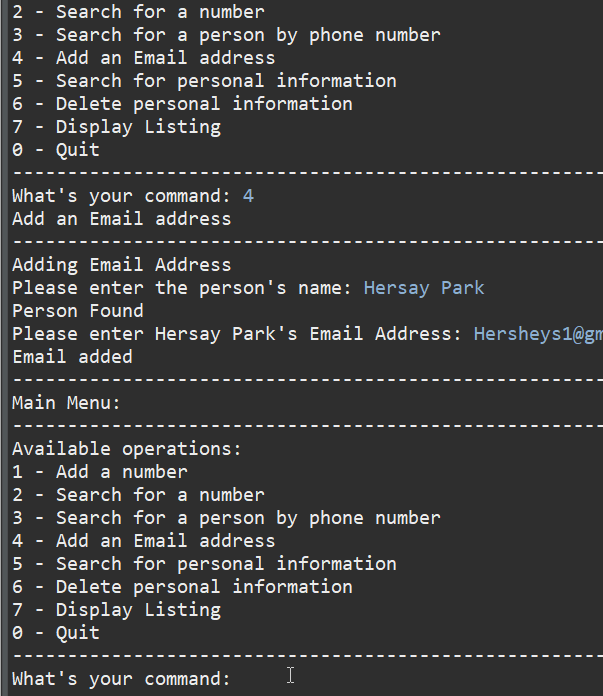 2 - Search for a number
3 - Search for a person by phone number
4 - Add an Email address
5 - Search for personal information
6 - Delete personal information
7 - Display Listing
0 - Quit
------------------------------------------------------
What's your command: 4
Add an Email address
------------------------------------------------------
Adding Email Address
Please enter the person's name: Hersay Park
Person Found
Please enter Hersay Park's Email Address: Hersheys1@gm
Email added
------------------------------------------------------
Main Menu:
------------------------------------------------------
Available operations:
1 - Add a number
2 - Search for a number
3 - Search for a person by phone number
4 - Add an Email address
5 - Search for personal information
6 - Delete personal information
7 - Display Listing
0 - Quit
------------------------------------------------------
What's your command: